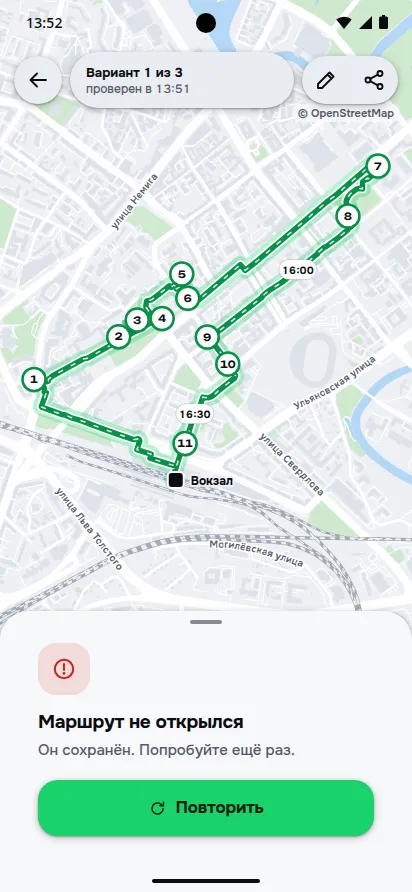 13:52
Вариант 1 из 3
проверен в 13:51
© OpenStreetMap
улица Немига
7
8
16:00
5
6
3
4
2
9
10
1
Ульяновская улица
16:30
11
улица Свердлова
Вокзал
улица Льва Толстого
Могилёвская улица
Маршрут не открылся
Он сохранён. Попробуйте ещё раз.
Повторить